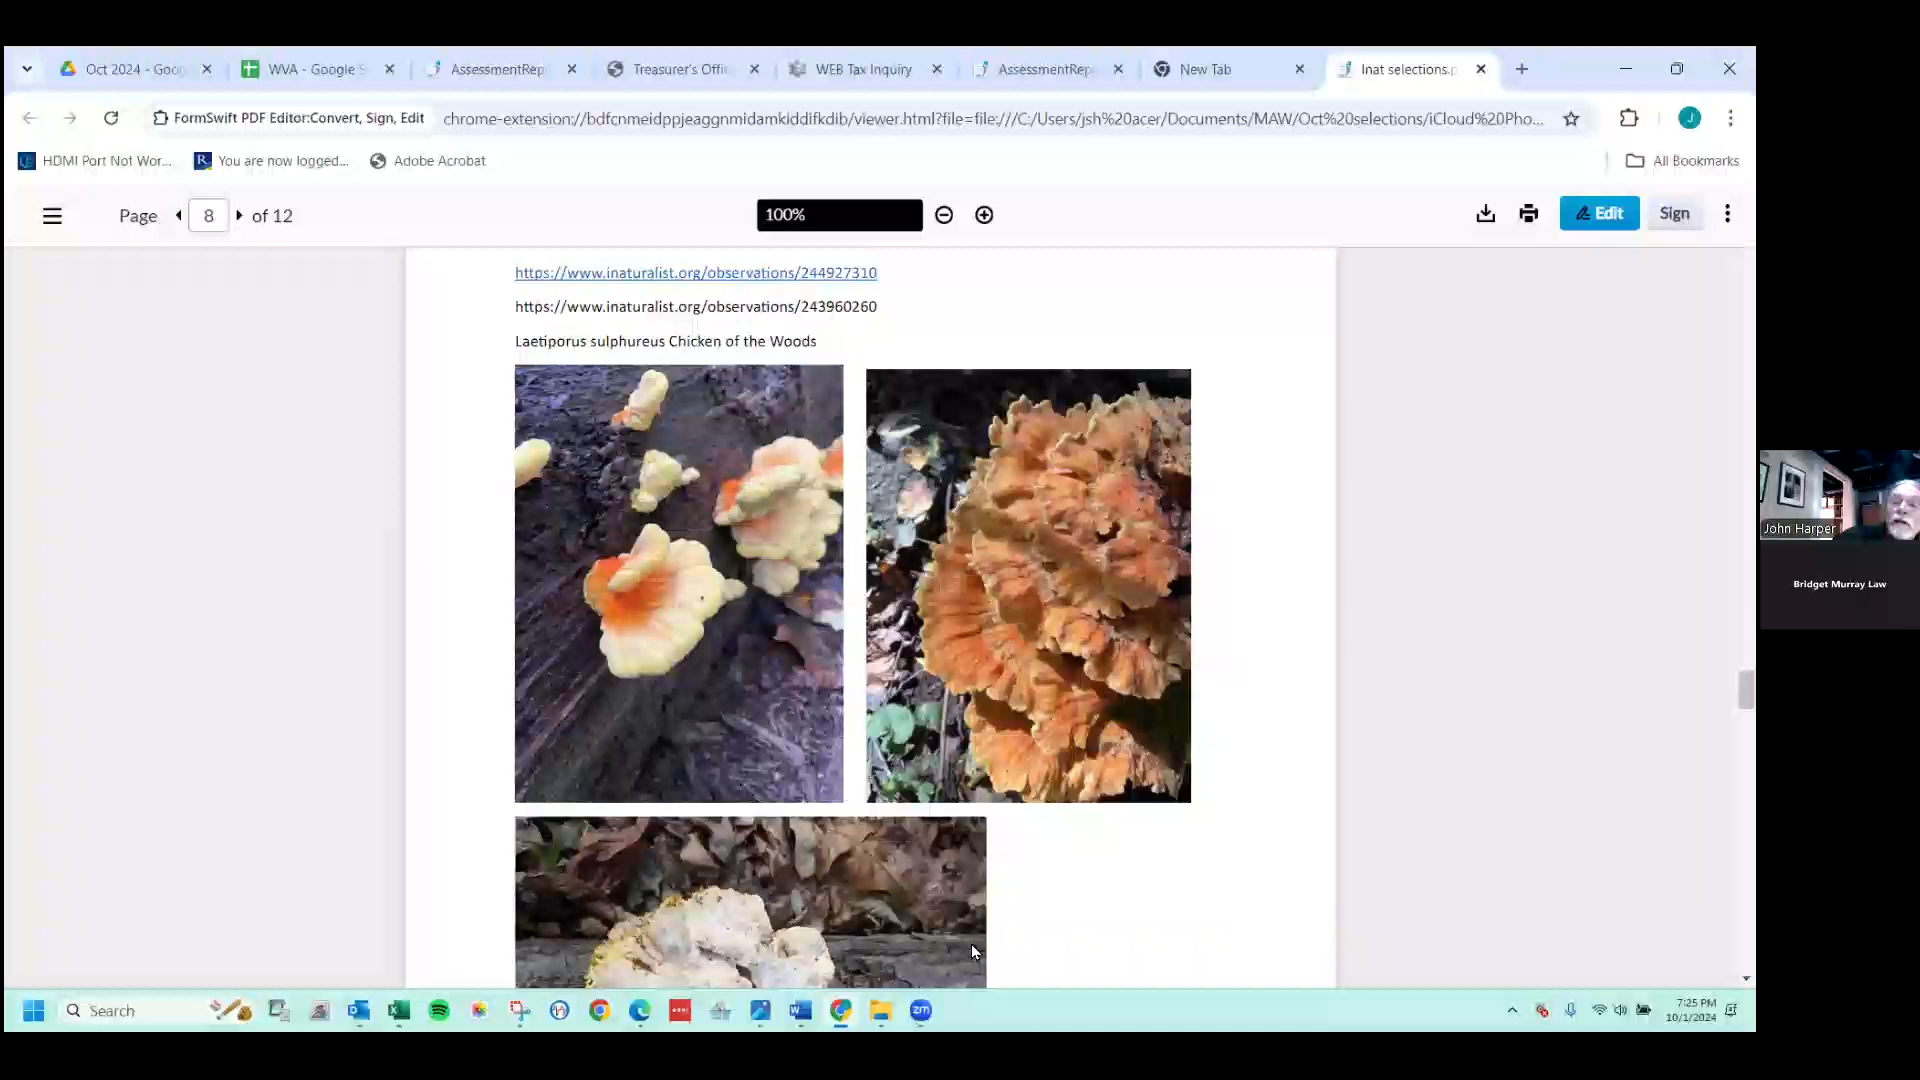 Oct 2024 - Goo
WVA - Google S
AssessmentRep
Treasurer's Offi
WEB Tax Inquiry
AssessmentRep
New Tab
Inat selections.p
FormSwift PDF Editor:Convert, Sign, Edit
chrome-extension://bdfcnmeidppjeaggnmidamkiddifkdib/viewer.html?file=file:///C:/Users/jsh%20acer/Documents/MAW/Oct%20selections/iCloud%20Pho...
J
HDMI Port Not Wor...
You are now logged...
Adobe Acrobat
All Bookmarks
Page 8 of 12
100%
Edit
Sign
https://www.inaturalist.org/observations/244927310
https://www.inaturalist.org/observations/243960260
Laetiporus sulphureus Chicken of the Woods
John Harper
Bridget Murray Law
Search
zm
7:25 PM
10/1/2024